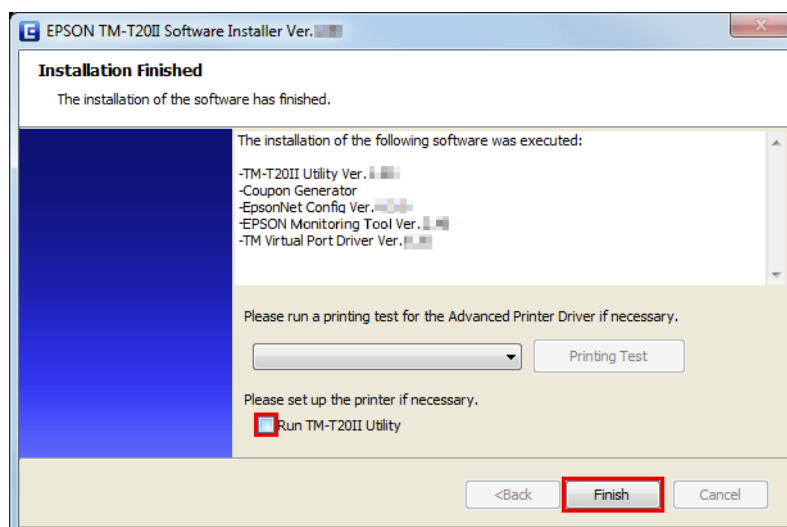 EPSON TM-T20II Software Installer Ver.
Installation Finished
The installation of the software has finished.
The installation of the following software was executed:
-TM-T20II Utility Ver.
-Coupon Generator
-EpsonNet Config Ver.
-EPSON Monitoring Tool Ver.
-TM Virtual Port Driver Ver.
Please run a printing test for the Advanced Printer Driver if necessary.
Printing Test
Please set up the printer if necessary.
Run TM-T20II Utility
<Back Finish Cancel